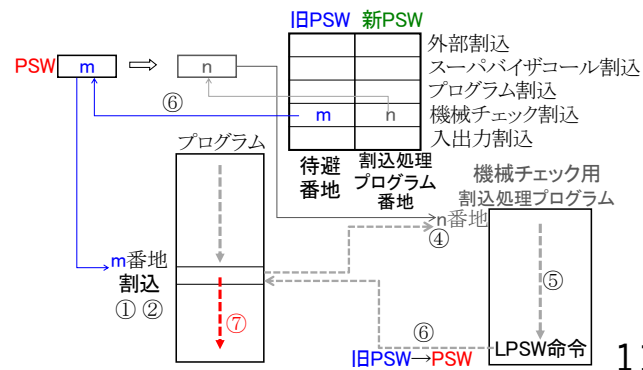 旧PSW 新PSW
外部割込
スーパバイザコール割込
プログラム割込
機械チェック割込
入出力割込
PSW m ⇨ n
m n
⑥
待避
番地
割込処理
プログラム
番地
プログラム
機械チェック用
割込処理プログラム
n番地
④
m番地
割込
① ②
⑦
⑤
⑥
LPSW命令
旧PSW→PSW